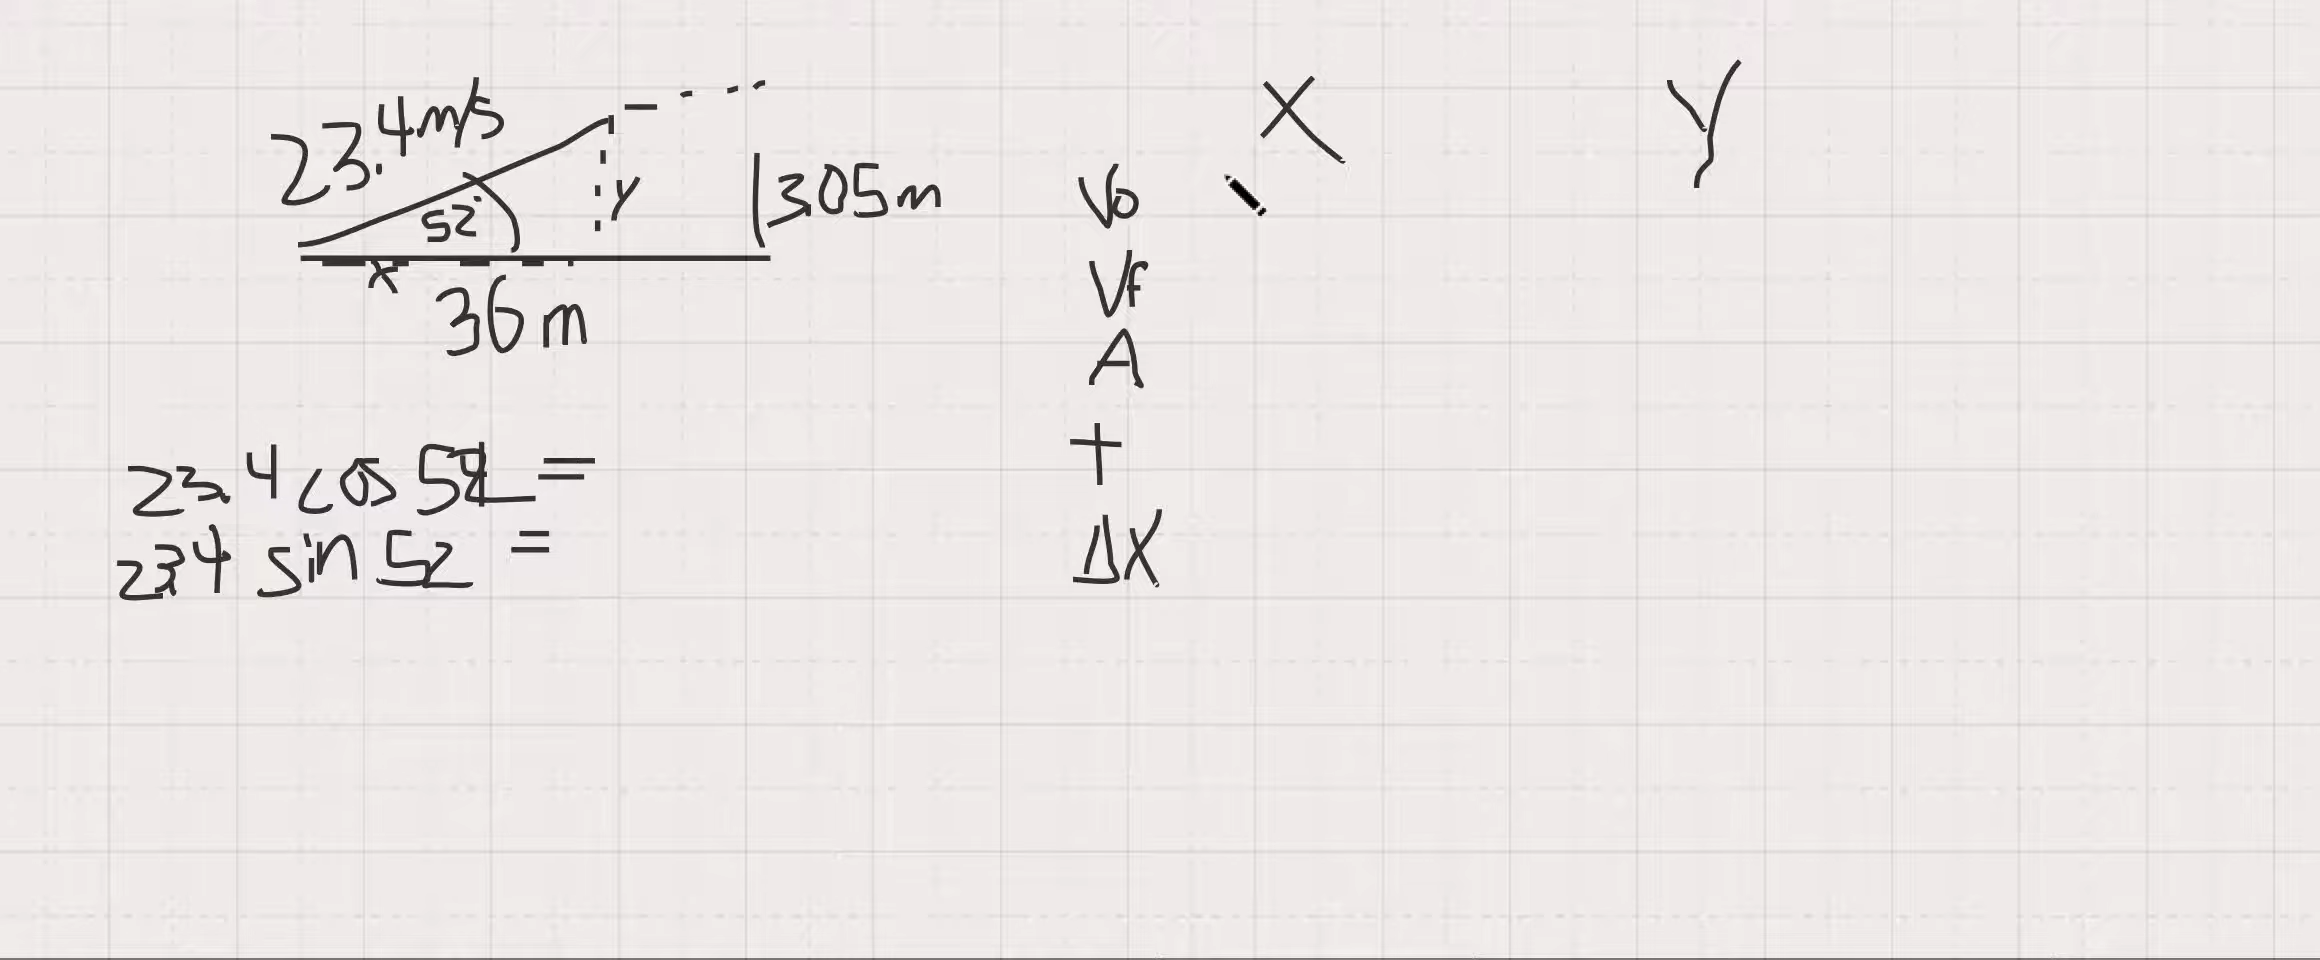 23.4m/s
52°
y
3.05m
x
36m
23.4 cos 52 =
23.4 sin 52 =
X Y
Vo
Vf
A
t
ΔX